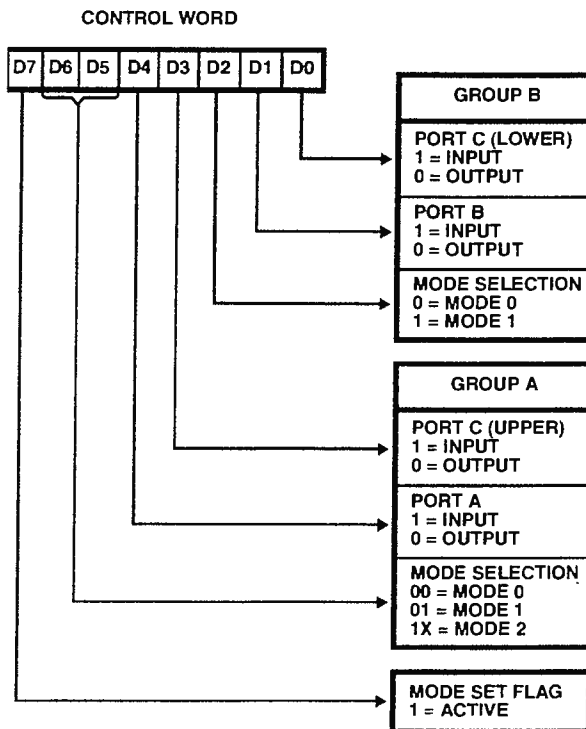 CONTROL WORD
D7 D6 D5 D4 D3 D2 D1 D0
GROUP B
PORT C (LOWER)
1 = INPUT
0 = OUTPUT
PORT B
1 = INPUT
0 = OUTPUT
MODE SELECTION
0 = MODE 0
1 = MODE 1
GROUP A
PORT C (UPPER)
1 = INPUT
0 = OUTPUT
PORT A
1 = INPUT
0 = OUTPUT
MODE SELECTION
00 = MODE 0
01 = MODE 1
1X = MODE 2
MODE SET FLAG
1 = ACTIVE